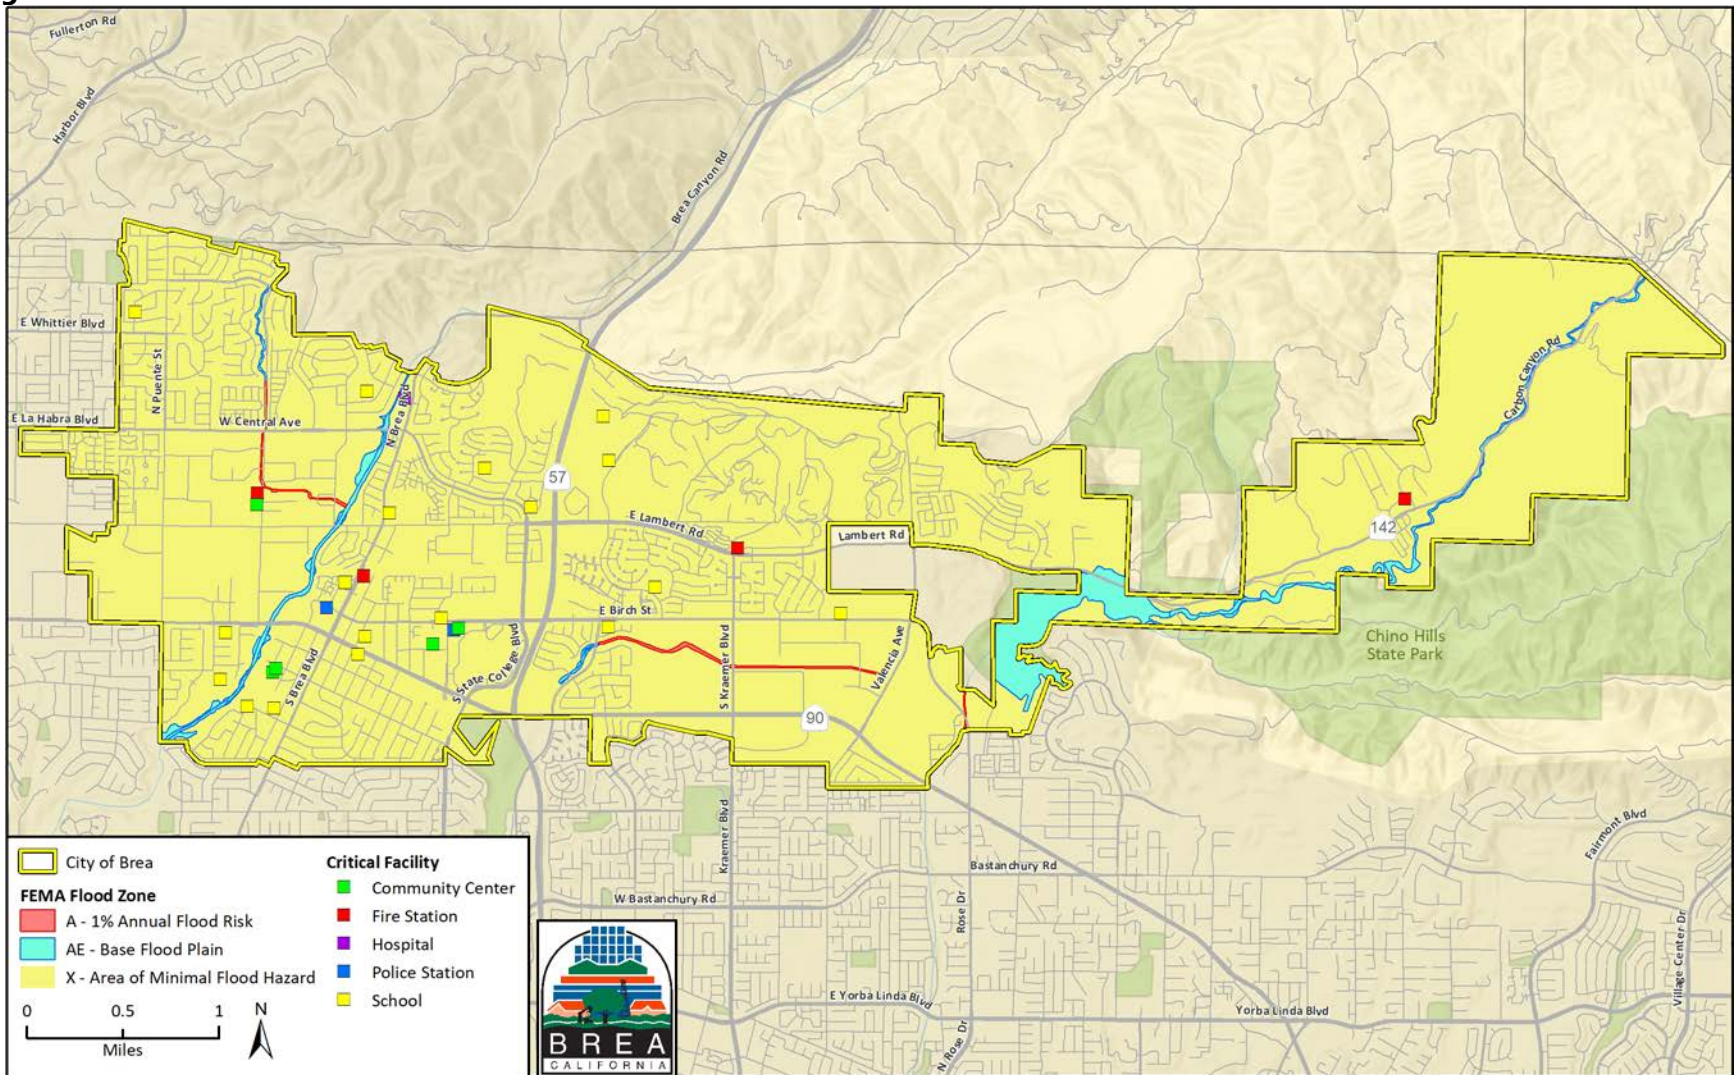 Fullerton Rd
Harbor Blvd
Brea Canyon Rd
E Whittier Blvd
N Puente St
E La Habra Blvd
W Central Ave
N Brea Blvd
Carbon Canyon Rd
57
E Lambert Rd
Lambert Rd
142
E Birch St
Chino Hills
State Park
S State College Blvd
S Brea Blvd
S Kraemer Blvd
Valencia Ave
90
Kraemer Blvd
Fairmont Blvd
Bastanchury Rd
W Bastanchury Rd
Rose Dr
Village Center Dr
E Yorba Linda Blvd
Yorba Linda Blvd
N Rose Dr
City of Brea
FEMA Flood Zone
A - 1% Annual Flood Risk
AE - Base Flood Plain
X - Area of Minimal Flood Hazard
0 0.5 1
Miles
N
Critical Facility
Community Center
Fire Station
Hospital
Police Station
School
BREA
CALIFORNIA